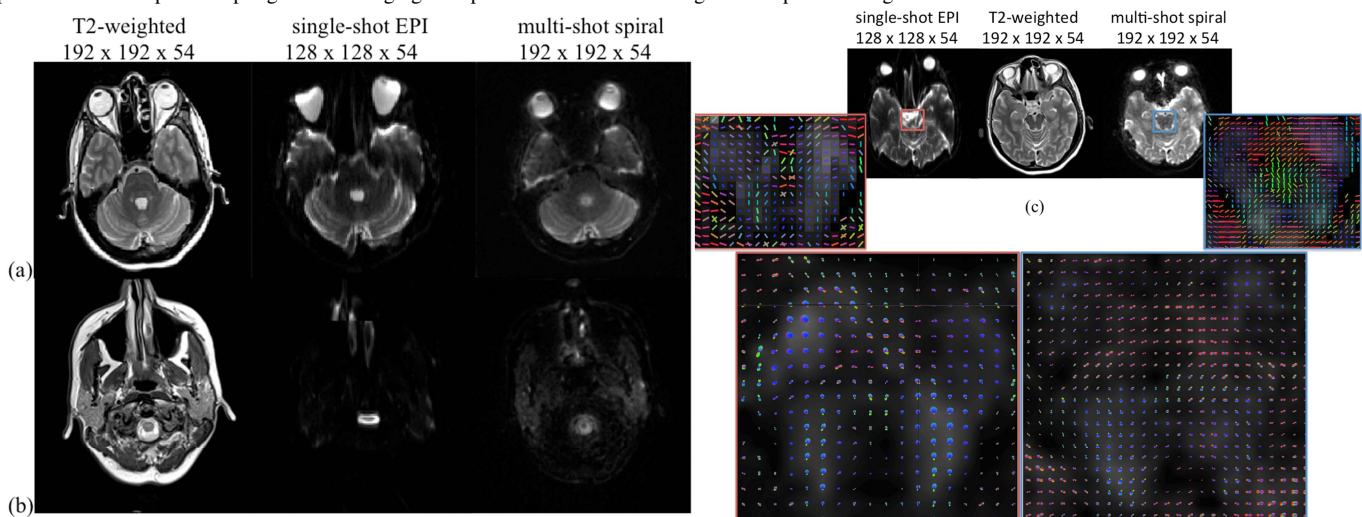 T2-weighted
192 x 192 x 54
single-shot EPI
128 x 128 x 54
multi-shot spiral
192 x 192 x 54
(a)
(b)
single-shot EPI
128 x 128 x 54
T2-weighted
192 x 192 x 54
multi-shot spiral
192 x 192 x 54
(c)